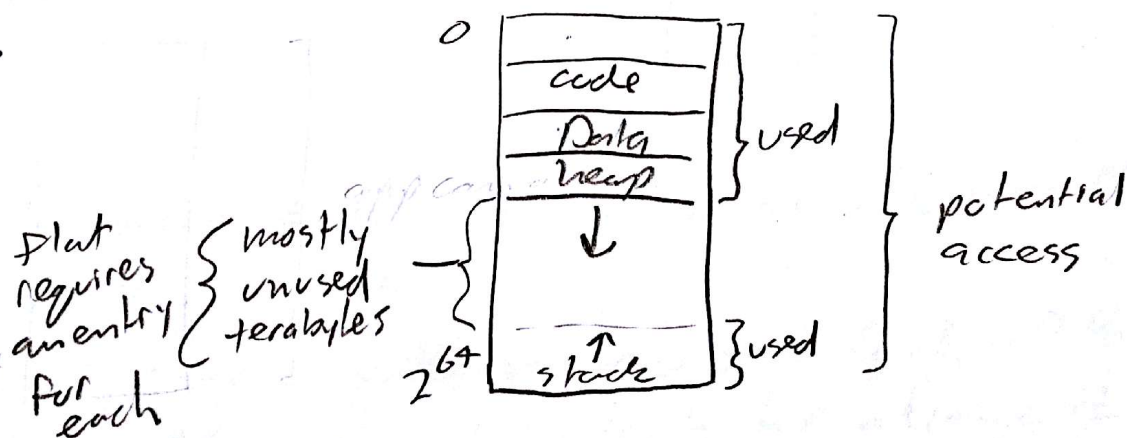 0
code
Data
heap
used
potential
access
flat
requires
an entry
for
each
mostly
unused
terabytes
2^64
stack
used